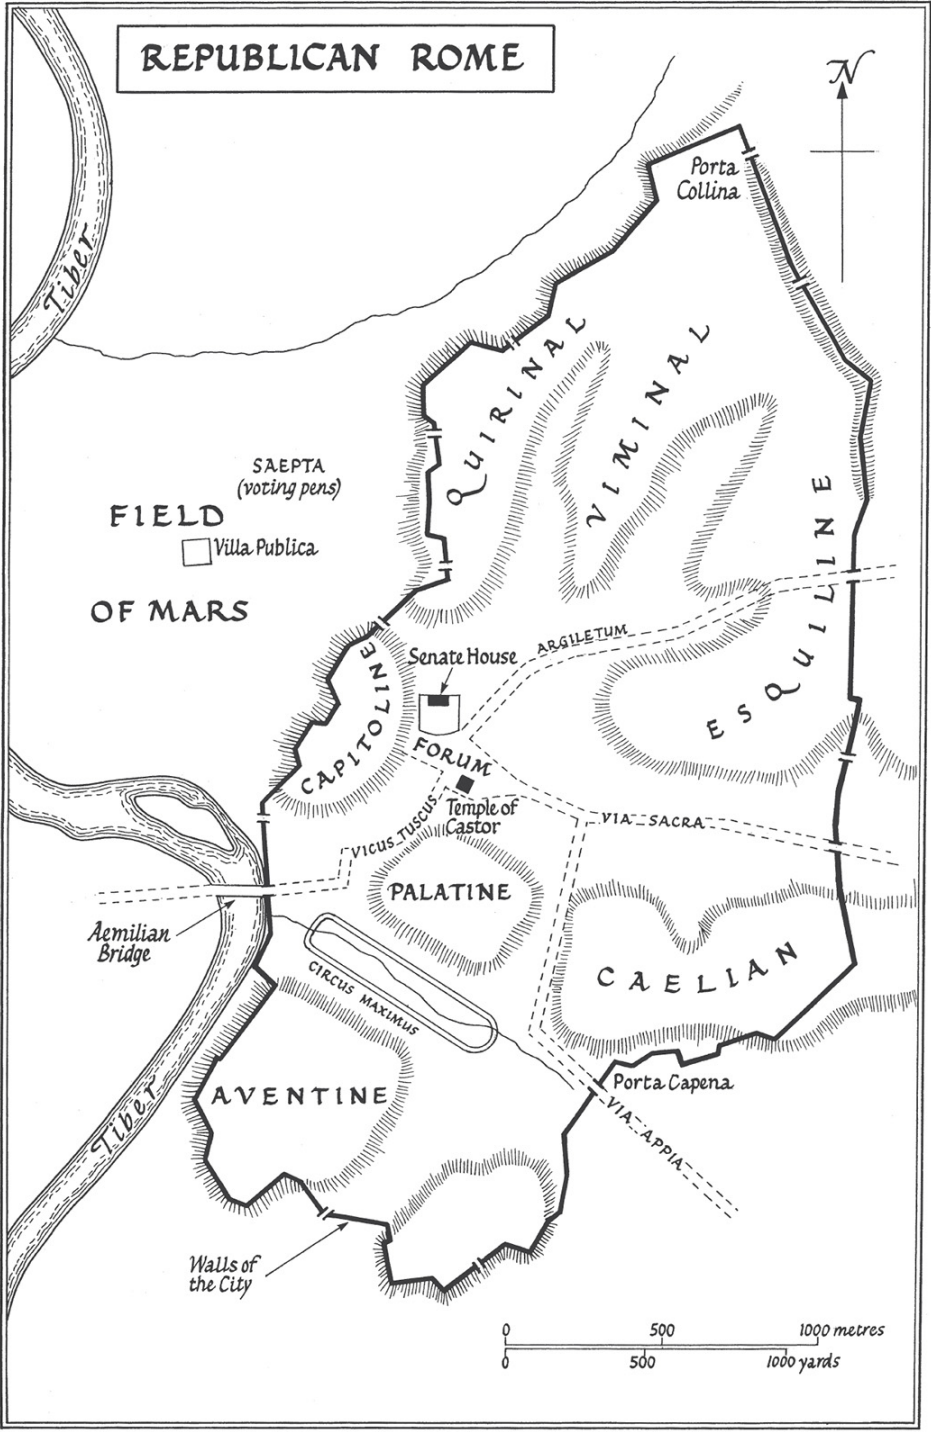 REPUBLICAN ROME
N
Porta
Collina
Tiber
QUIRINAL
VIMINAL
SAEPTA
(voting pens)
FIELD
Villa Publica
OF MARS
ESQUILINE
ARGILETUM
Senate House
CAPITOLINE
FORUM
Temple of
Castor
VICUS TUSCUS
VIA SACRA
PALATINE
Aemilian
Bridge
CIRCUS MAXIMUS
CAELIAN
Porta Capena
AVENTINE
Tiber
VIA APPIA
Walls of
the City
0 500 1000 metres
0 500 1000 yards